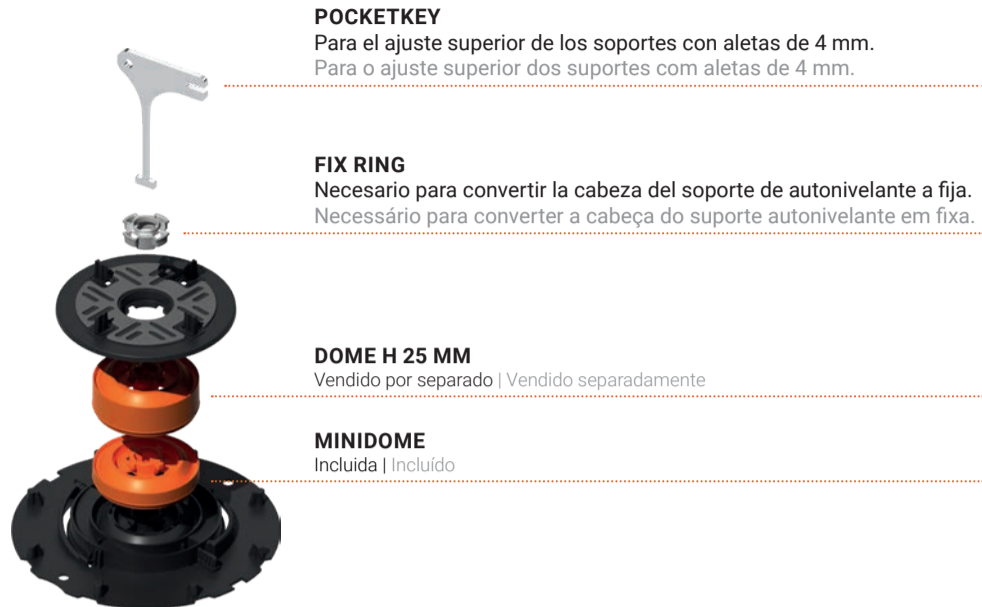 POCKETKEY
Para el ajuste superior de los soportes con aletas de 4 mm.
Para o ajuste superior dos suportes com aletas de 4 mm.
FIX RING
Necesario para convertir la cabeza del soporte de autonivelante a fija.
Necessário para converter a cabeça do suporte autonivelante em fixa.
DOME H 25 MM
Vendido por separado | Vendido separadamente
MINIDOME
Incluida | Incluído